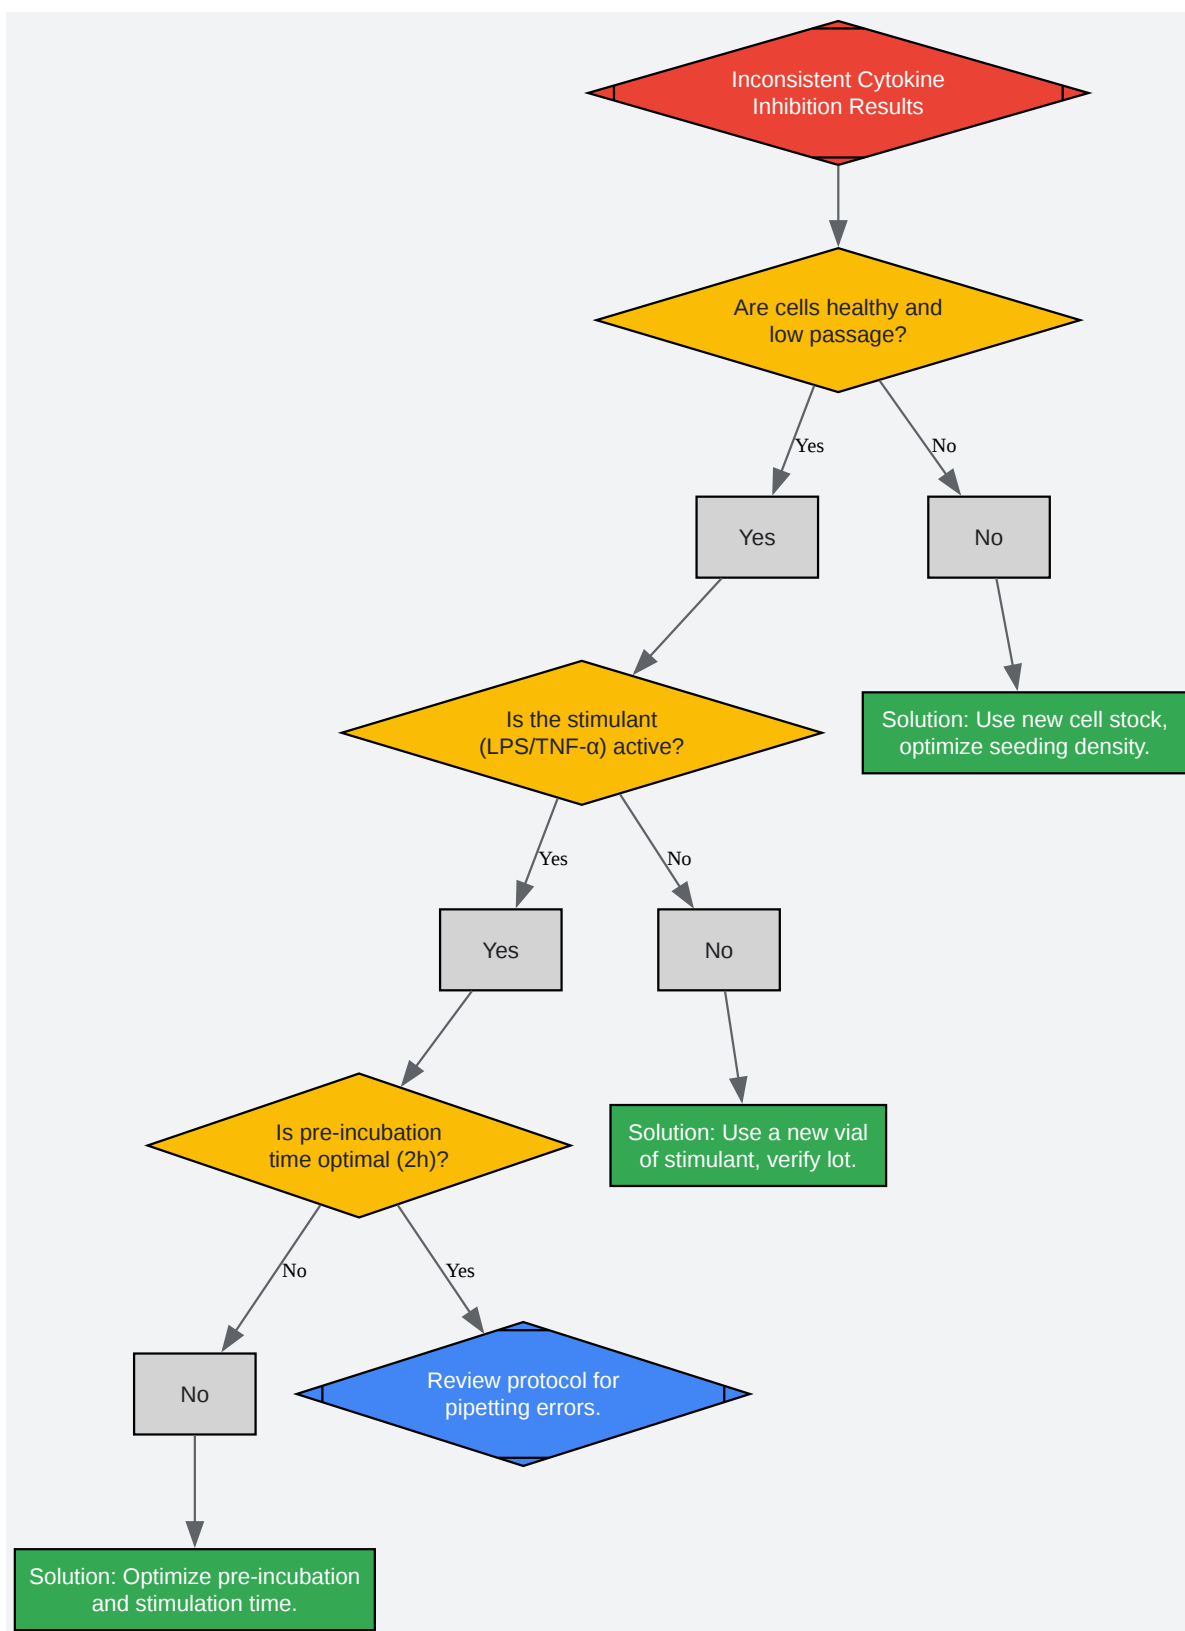 Inconsistent Cytokine
Inhibition Results
Are cells healthy and
low passage?
Yes
No
Yes
No
Is the stimulant
(LPS/TNF-α) active?
Solution: Use new cell stock,
optimize seeding density.
Yes
No
Yes
No
Is pre-incubation
time optimal (2h)?
Solution: Use a new vial
of stimulant, verify lot.
No
Yes
No
Review protocol for
pipetting errors.
Solution: Optimize pre-incubation
and stimulation time.